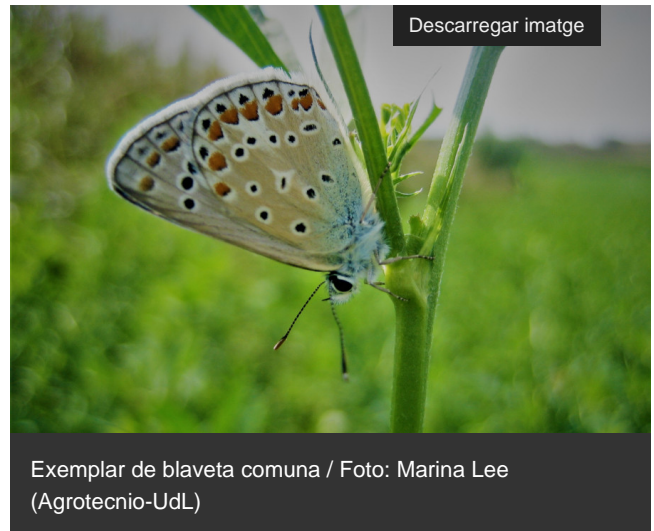 Descarregar imatge
Exemplar de blaveta comuna / Foto: Marina Lee
(Agrotecnio-UdL)